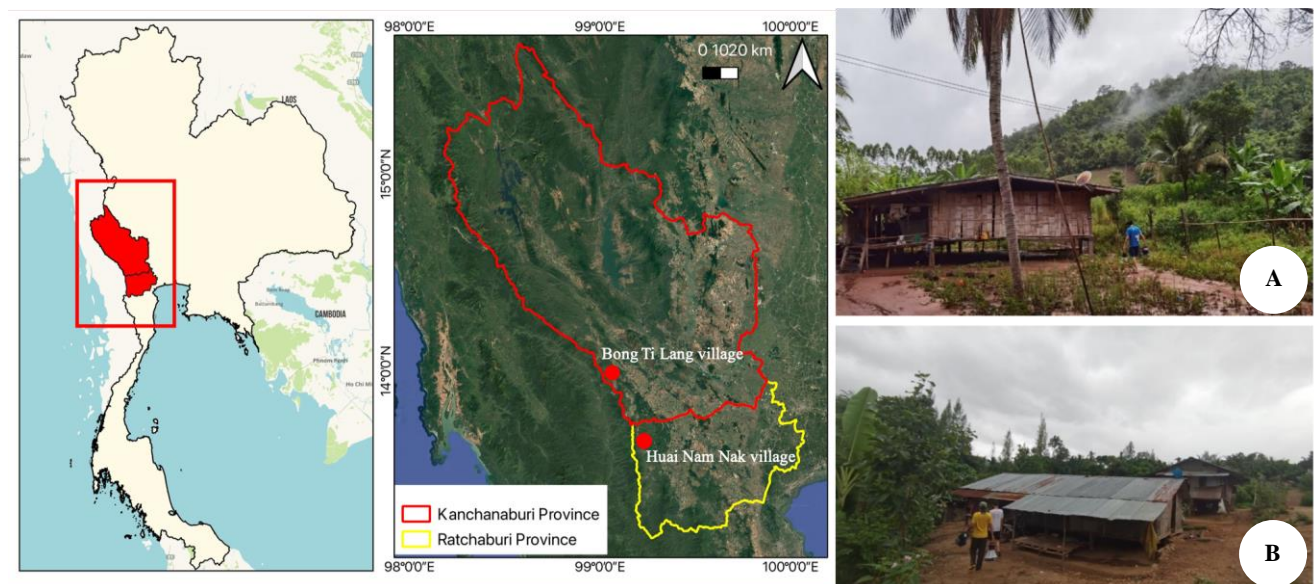 LAOS
CAMBODIA
98°0'0"E
99°0'0"E
100°0'0"E
15°0'0"N
14°0'0"N
0 1020 km
Bong Ti Lang village
Huai Nam Nak village
Kanchanaburi Province
Ratchaburi Province
98°0'0"E
99°0'0"E
100°0'0"E
A
B